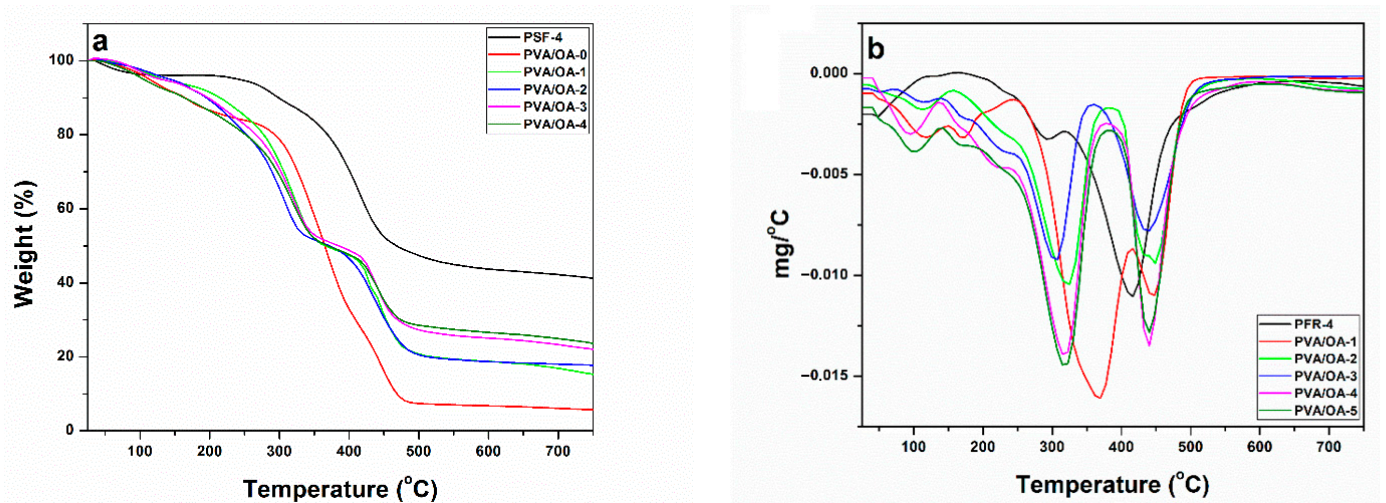 a
PSF-4
PVA/OA-0
PVA/OA-1
PVA/OA-2
PVA/OA-3
PVA/OA-4
100
80
60
40
20
0
Weight (%)
100 200 300 400 500 600 700
Temperature (°C)
b
0.000
−0.005
−0.010
−0.015
mg/°C
PFR-4
PVA/OA-1
PVA/OA-2
PVA/OA-3
PVA/OA-4
PVA/OA-5
100 200 300 400 500 600 700
Temperature (°C)